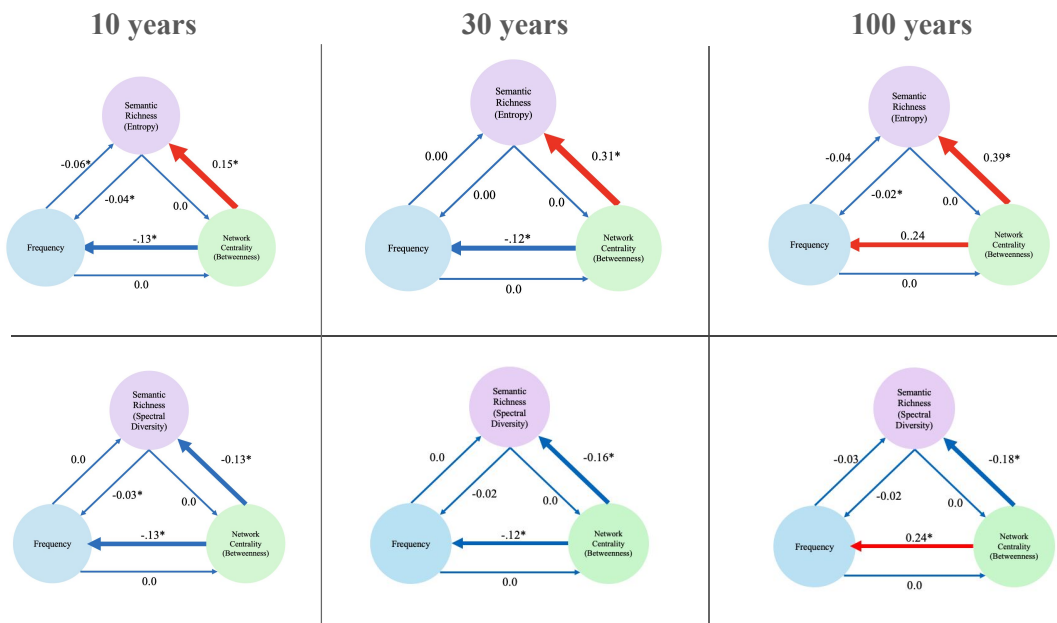 10 years
30 years
100 years
Semantic
Richness
(Entropy)
-0.06*
0.15*
-0.04*
0.0
Frequency
-.13*
Network
Centrality
(Betweenness)
0.0
Semantic
Richness
(Entropy)
0.00
0.31*
0.00
0.0
Frequency
-.12*
Network
Centrality
(Betweenness)
0.0
Semantic
Richness
(Entropy)
-0.04
0.39*
-0.02*
0.0
Frequency
0..24
Network
Centrality
(Betweenness)
0.0
Semantic
Richness
(Spectral
Diversity)
0.0
-0.13*
-0.03*
0.0
Frequency
-.13*
Network
Centrality
(Betweenness)
0.0
Semantic
Richness
(Spectral
Diversity)
0.0
-0.16*
-0.02
0.0
Frequency
-.12*
Network
Centrality
(Betweenness)
0.0
Semantic
Richness
(Spectral
Diversity)
-0.03
-0.18*
-0.02
0.0
Frequency
0.24*
Network
Centrality
(Betweenness)
0.0